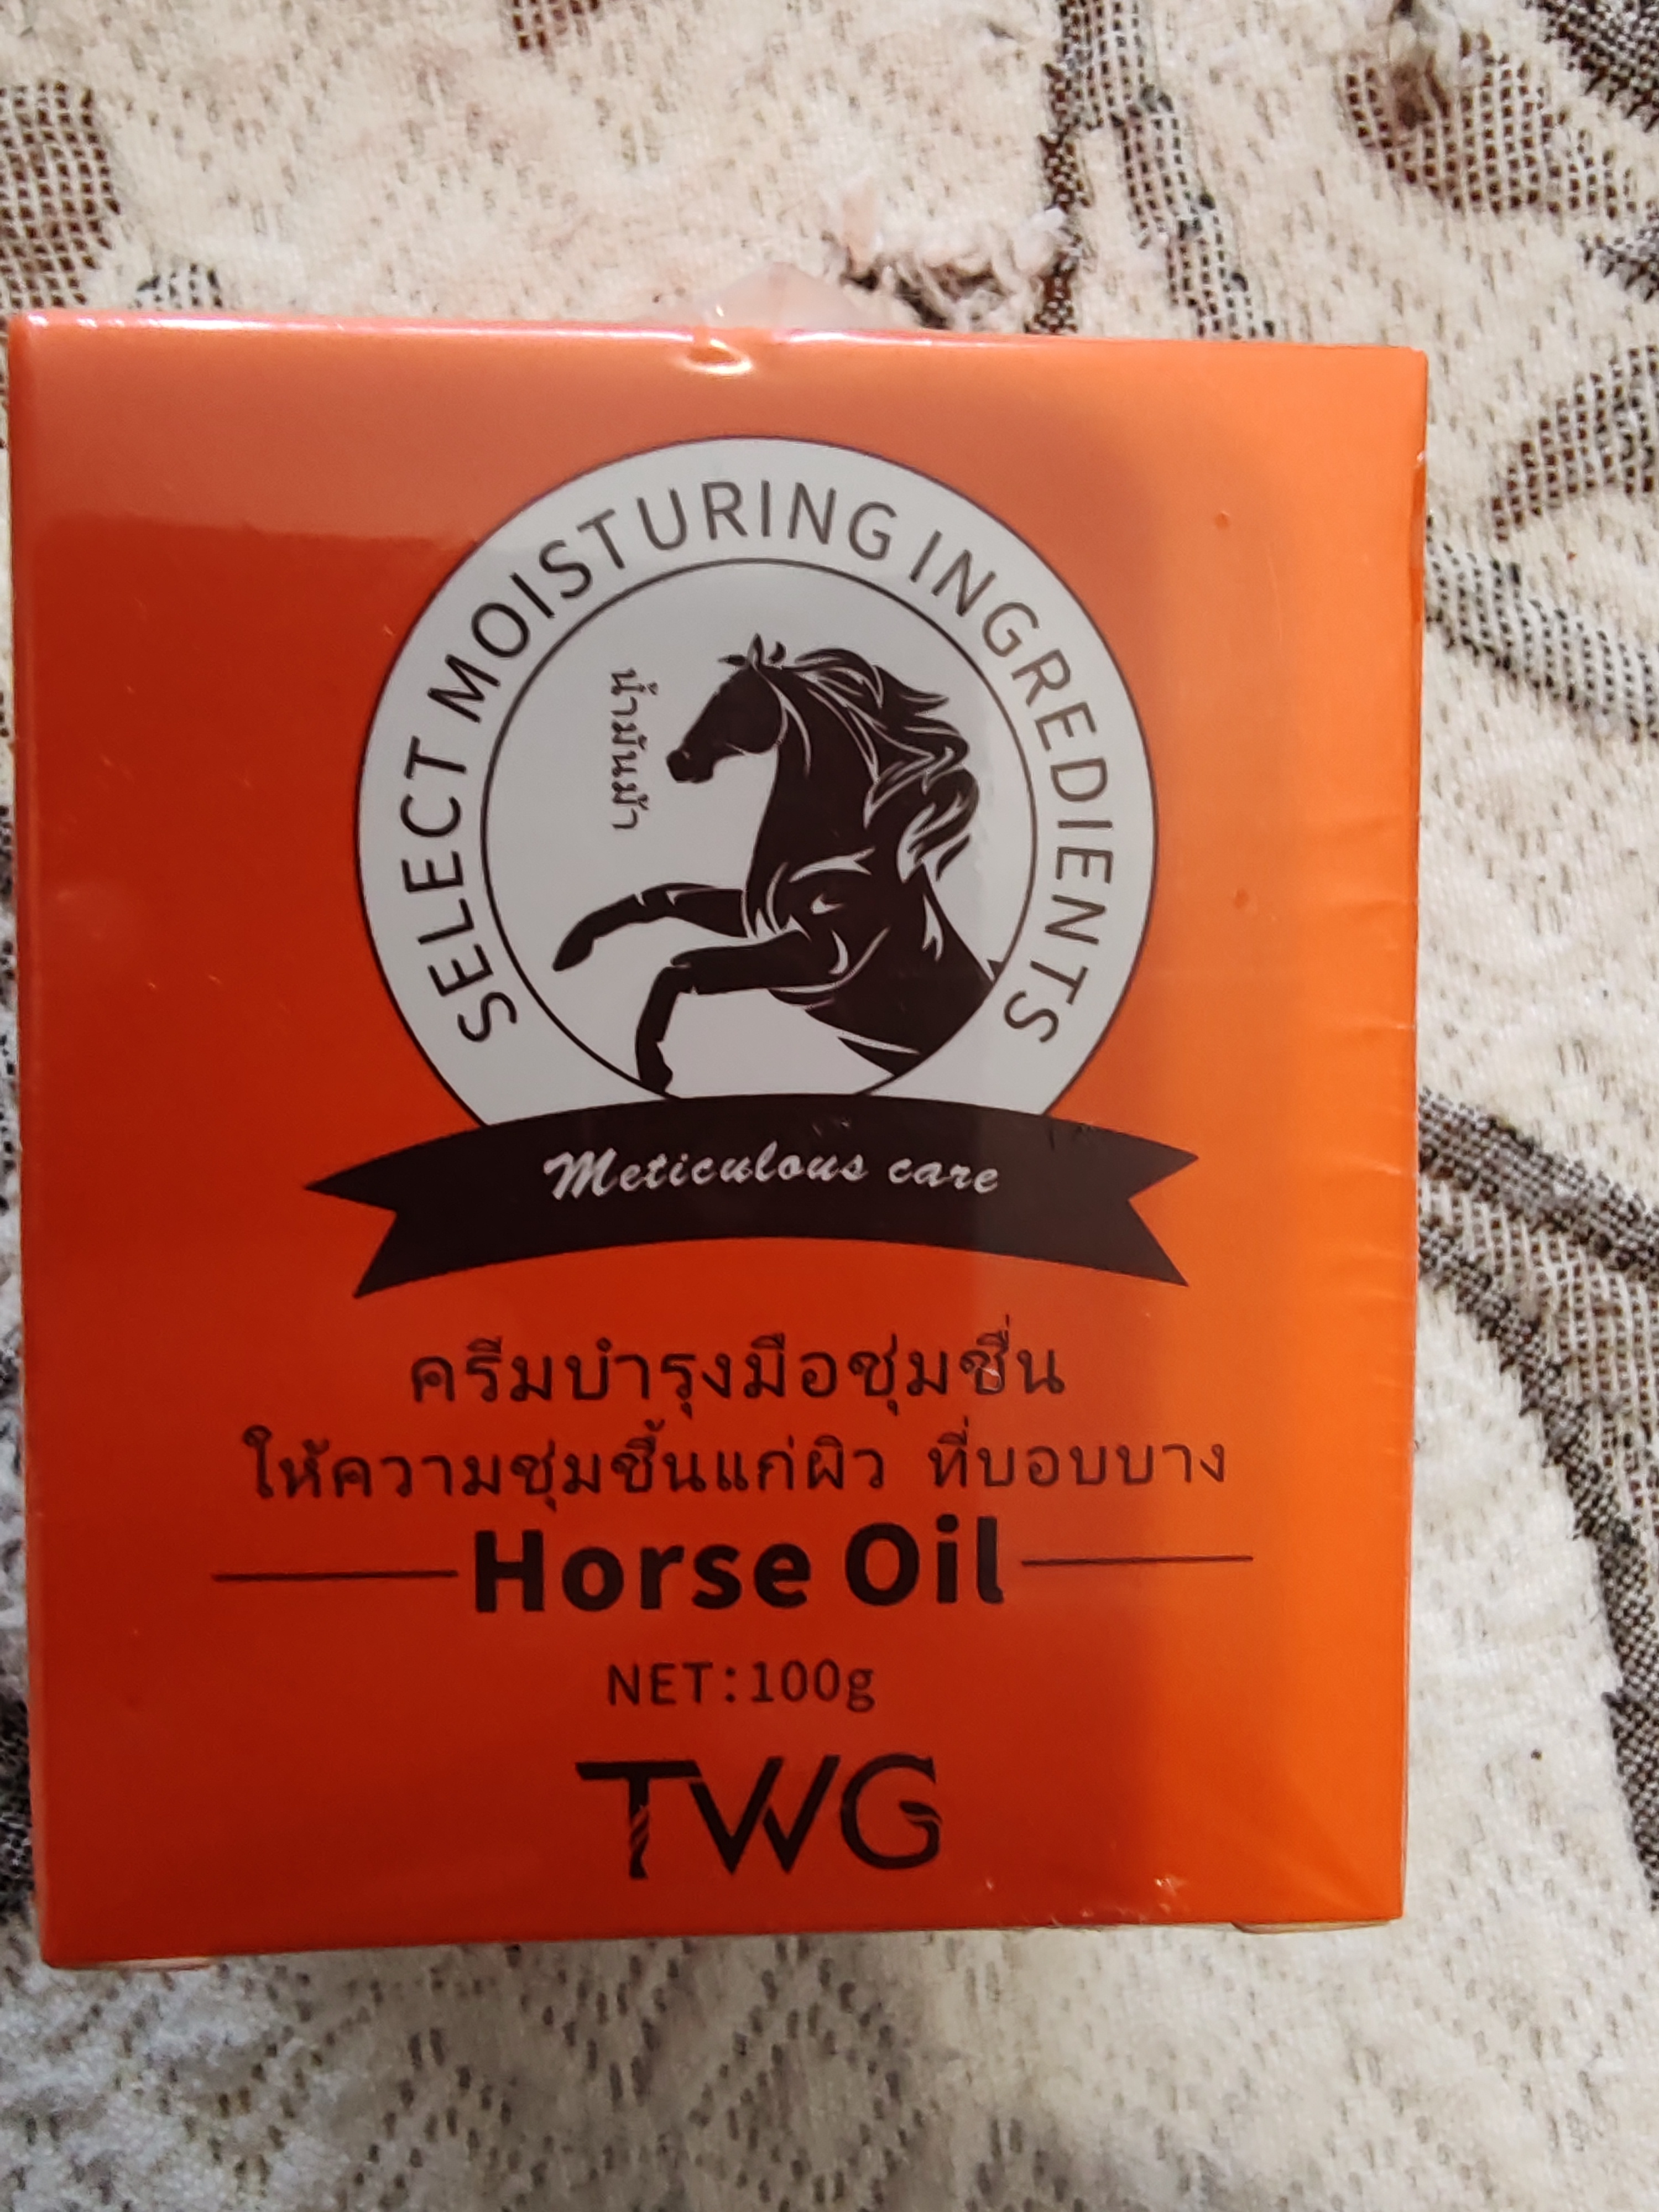 SELECT MOISTURING INGREDIENTS
น้ำมันม้า
Meticulous care
ครีมบำรุงมือชุ่มชื่น
ให้ความชุ่มชื้นแก่ผิว ที่บอบบาง
Horse Oil
NET:100g
TWG